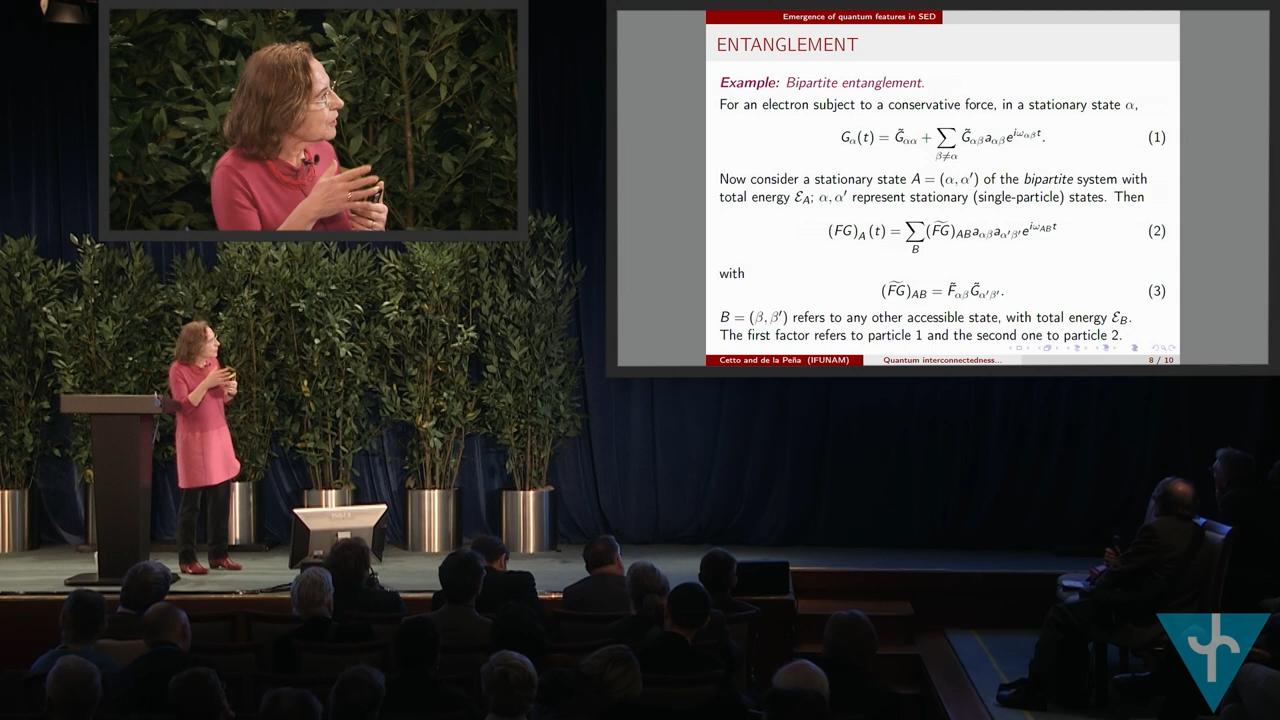 Emergence of quantum features in SED
ENTANGLEMENT
Example: Bipartite entanglement.
For an electron subject to a conservative force, in a stationary state α,
G_α(t) = G̃_αα + ∑_{β≠α} G̃_αβ a_αβ e^{iω_αβ t}. (1)
Now consider a stationary state A = (α, α′) of the bipartite system with
total energy ℰ_A; α, α′ represent stationary (single-particle) states. Then
(FG)_A (t) = ∑_B (F̃G)_AB a_αβ a_α′β′ e^{iω_AB t} (2)
with
(F̃G)_AB = F̃_αβ G̃_α′β′. (3)
B = (β, β′) refers to any other accessible state, with total energy ℰ_B.
The first factor refers to particle 1 and the second one to particle 2.
Cetto and de la Peña (IFUNAM) Quantum interconnectedness... 8 / 10